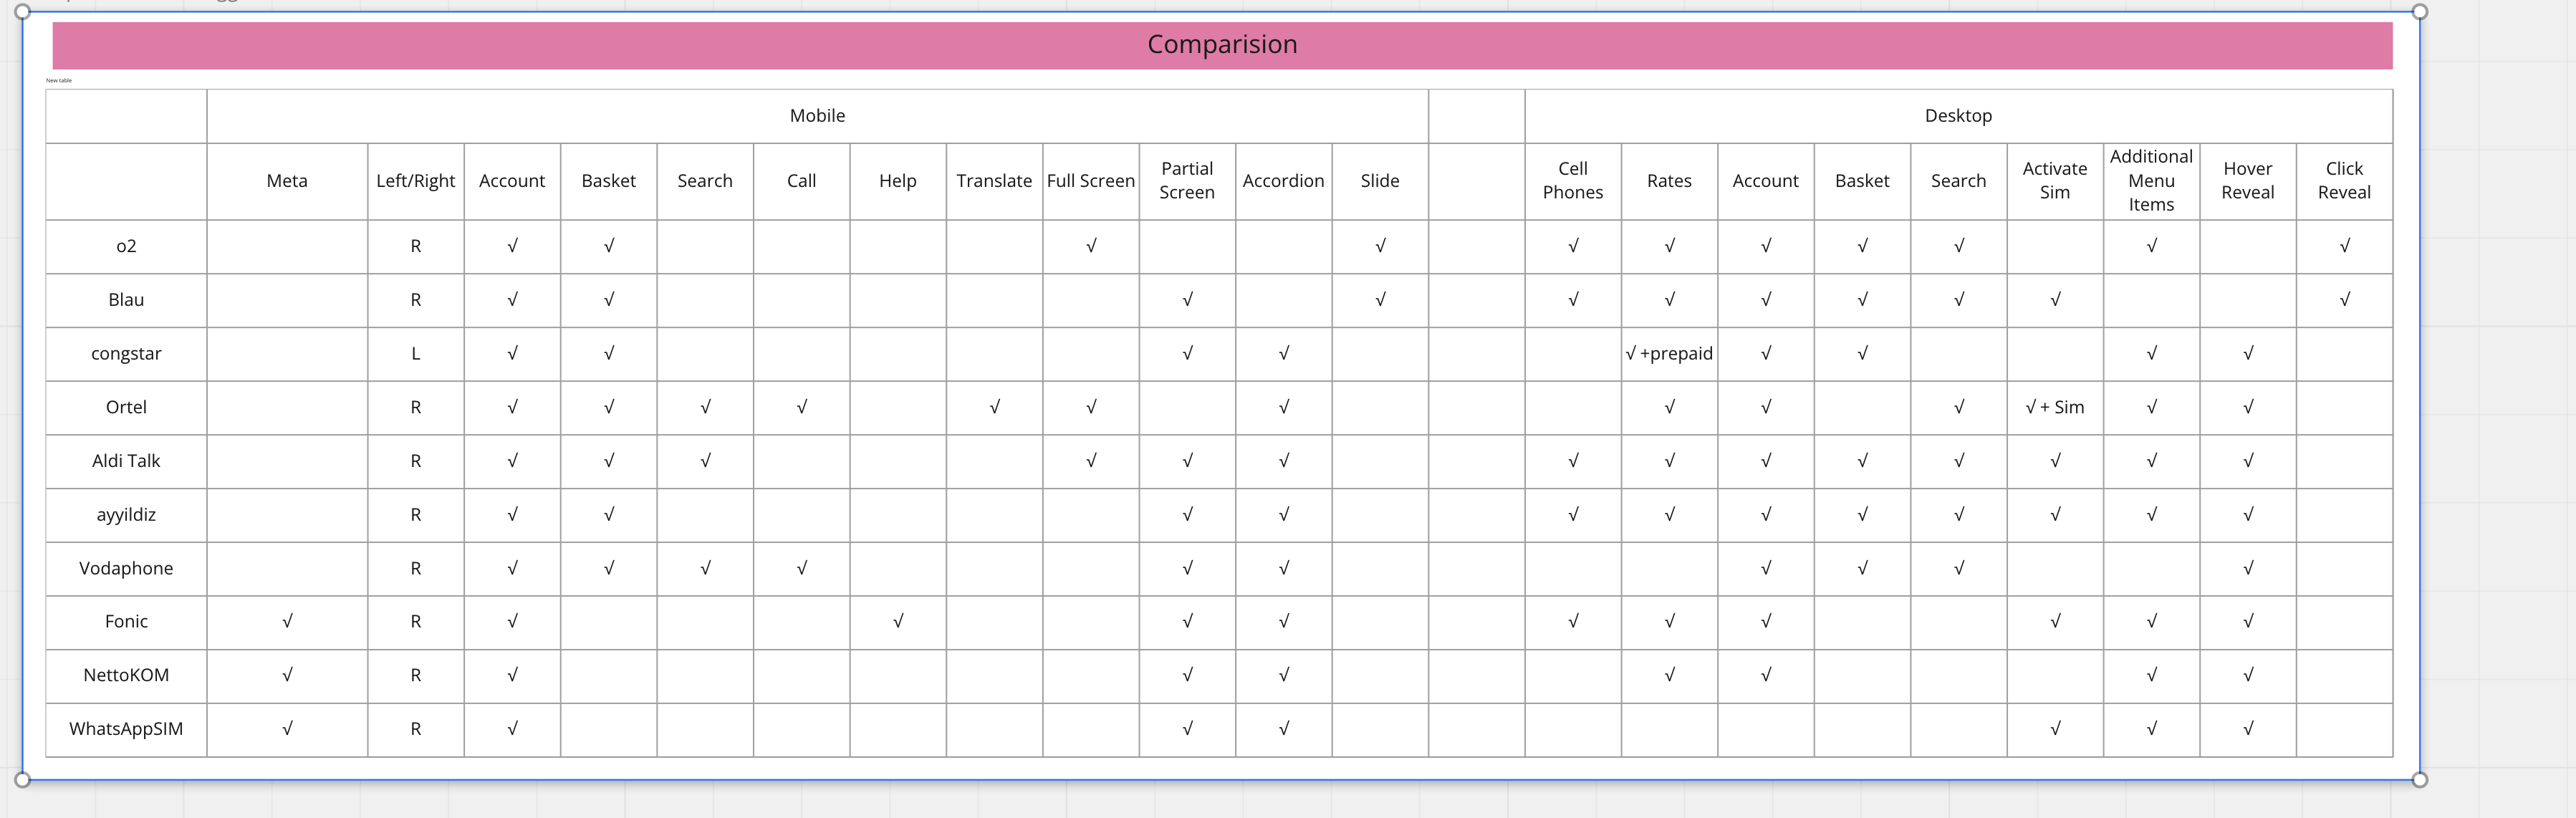 Comparision
New table
Mobile Desktop
Meta Left/Right Account Basket Search Call Help Translate Full Screen Partial Screen Accordion Slide Cell Phones Rates Account Basket Search Activate Sim Additional Menu Items Hover Reveal Click Reveal
o2 R √ √ √ √ √ √ √ √ √ √ √
Blau R √ √ √ √ √ √ √ √ √ √ √
congstar L √ √ √ √ √ +prepaid √ √ √ √
Ortel R √ √ √ √ √ √ √ √ √ √ √ + Sim √ √
Aldi Talk R √ √ √ √ √ √ √ √ √ √ √ √ √ √
ayyildiz R √ √ √ √ √ √ √ √ √ √ √ √
Vodaphone R √ √ √ √ √ √ √ √ √ √
Fonic √ R √ √ √ √ √ √ √ √ √ √
NettoKOM √ R √ √ √ √ √ √ √
WhatsAppSIM √ R √ √ √ √ √ √